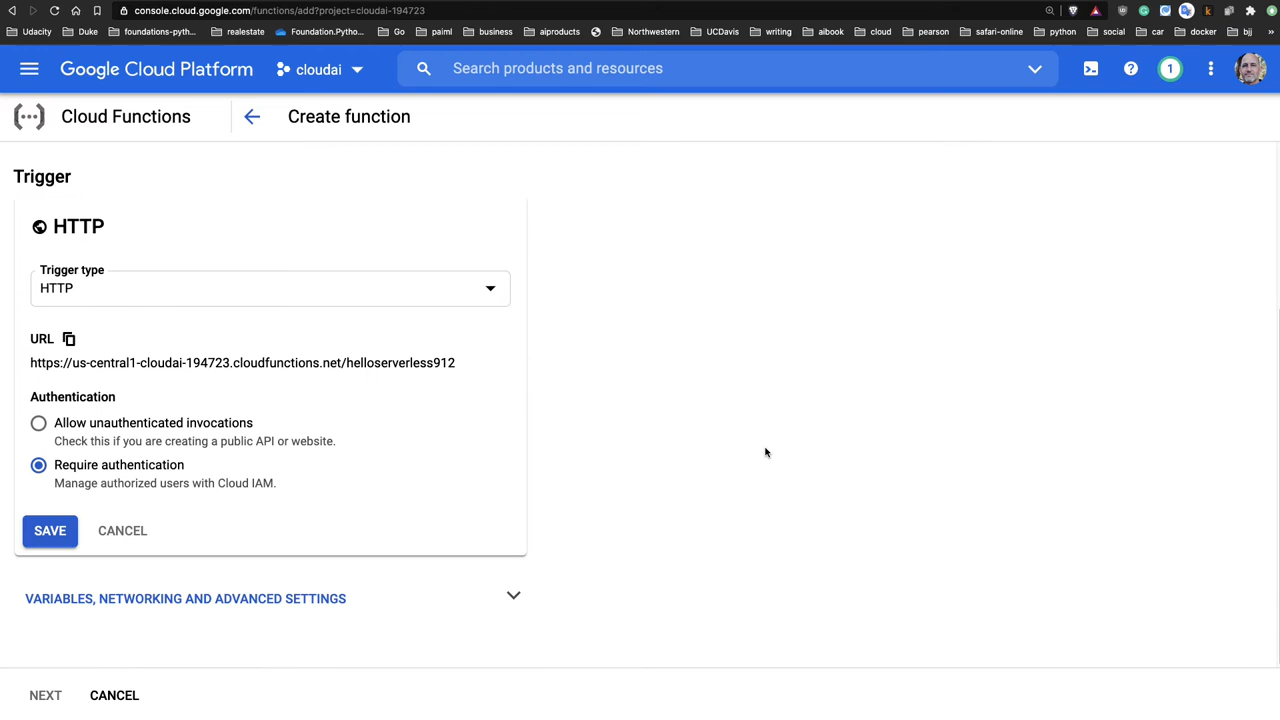 console.cloud.google.com/functions/add?project=cloudai-194723
Udacity Duke foundations-pyth... realestate Foundation.Pytho... Go paiml business aiproducts Northwestern UCDavis writing aibook cloud pearson safari-online python social car docker bjj »
Google Cloud Platform cloudai Search products and resources 1
Cloud Functions Create function
Trigger
HTTP
Trigger type
HTTP
URL
https://us-central1-cloudai-194723.cloudfunctions.net/helloserverless912
Authentication
Allow unauthenticated invocations
Check this if you are creating a public API or website.
Require authentication
Manage authorized users with Cloud IAM.
SAVE CANCEL
VARIABLES, NETWORKING AND ADVANCED SETTINGS
NEXT CANCEL